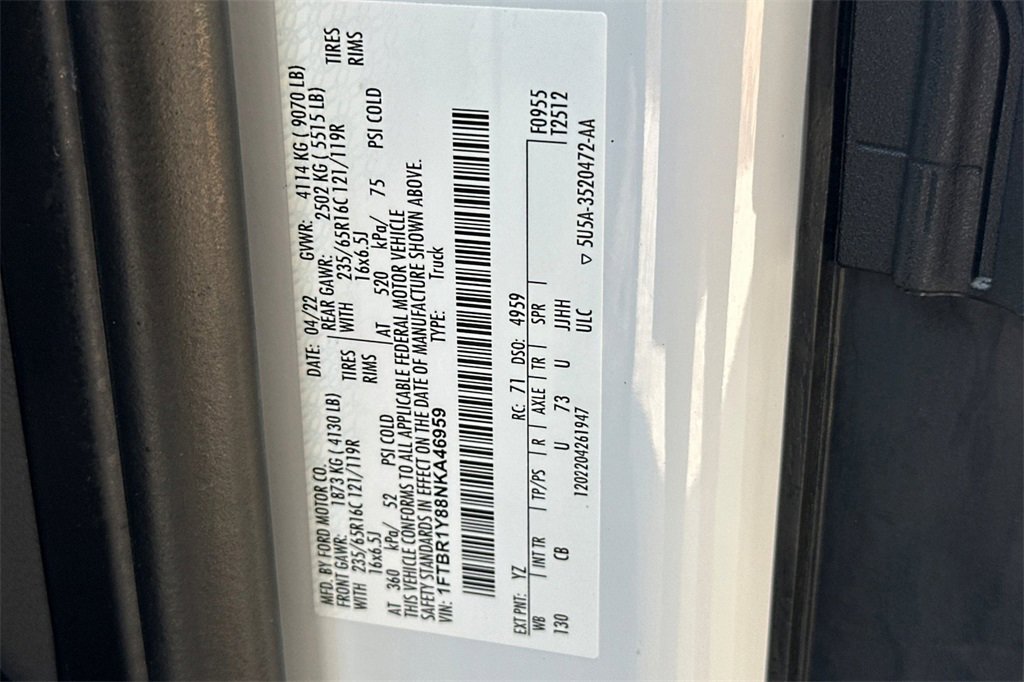 MFD. BY FORD MOTOR CO. DATE: 04/22 GVWR: 4114 KG ( 9070 LB)
FRONT GAWR: 1873 KG ( 4130 LB) REAR GAWR: 2502 KG ( 5515 LB)
WITH 235/65R16C 121/119R TIRES WITH 235/65R16C 121/119R TIRES
16x6.5J RIMS 16x6.5J RIMS
AT 360 kPa/ 52 PSI COLD AT 520 kPa/ 75 PSI COLD
THIS VEHICLE CONFORMS TO ALL APPLICABLE FEDERAL MOTOR VEHICLE
SAFETY STANDARDS IN EFFECT ON THE DATE OF MANUFACTURE SHOWN ABOVE.
VIN: 1FTBR1Y88NKA46959 TYPE: Truck
EXT PNT: YZ RC: 71 DSO: 4959 F0955
WB INT TR TP/PS R AXLE TR SPR T2512
130 CB U 73 U JJHH
1202204261947 ULC ▽ 5U5A-3520472-AA